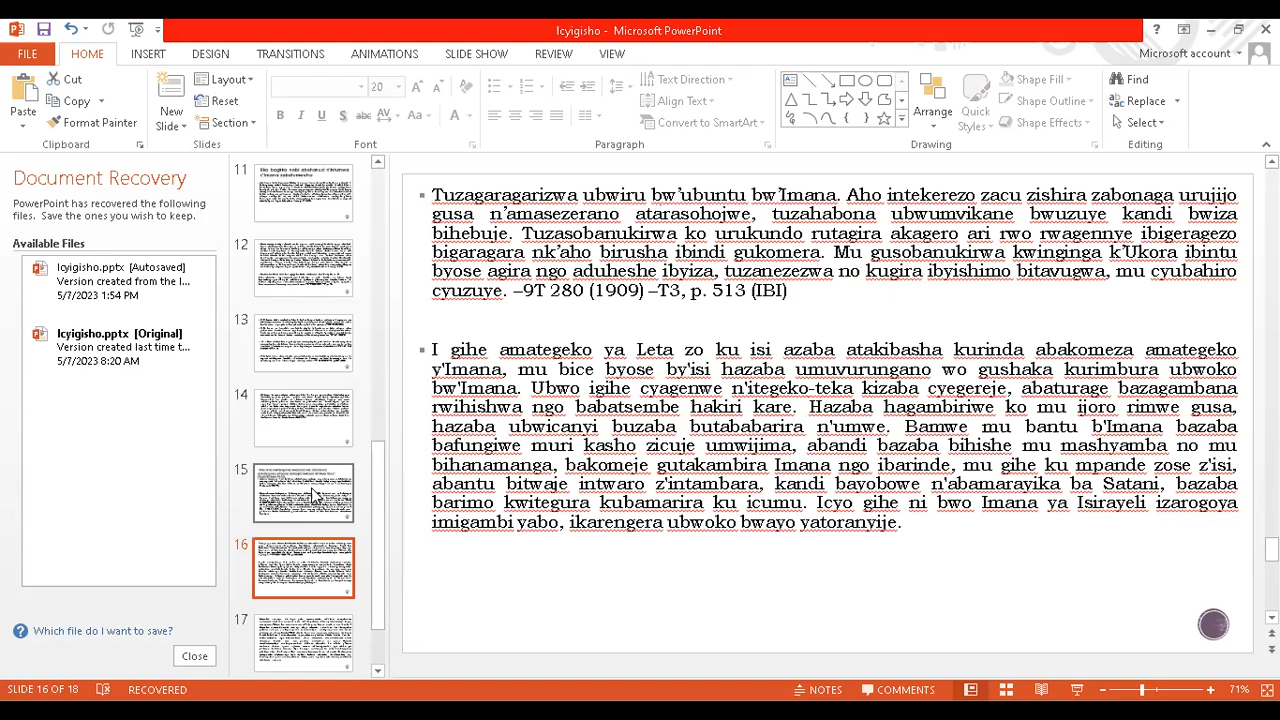 Icyigisho - Microsoft PowerPoint
FILE HOME INSERT DESIGN TRANSITIONS ANIMATIONS SLIDE SHOW REVIEW VIEW Microsoft account
Paste Cut Copy Format Painter
Clipboard
New Slide Layout Reset Section
Slides
20
Font
Text Direction Align Text Convert to SmartArt
Paragraph
Arrange Quick Styles Shape Fill Shape Outline Shape Effects
Drawing
Find Replace Select
Editing
Document Recovery
PowerPoint has recovered the following
files. Save the ones you wish to keep.
Available Files
Icyigisho.pptx [Autosaved]
Version created from the l...
5/7/2023 1:54 PM
Icyigisho.pptx [Original]
Version created last time t...
5/7/2023 8:20 AM
Which file do I want to save?
Close
11
12
13
14
15
16
17
Tuzagaragarizwa ubwiru bw'ubuntu bw'Imana. Aho intekerezo zacu zishira zabonaga urujijo
gusa n'amasezerano atarasohojwe, tuzahabona ubwumvikane bwuzuye kandi bwiza
bihebuje. Tuzasobanukirwa ko urukundo rutagira akagero ari rwo rwagennye ibigeragezo
bigaragara nk'aho birusha ibindi gukomera. Mu gusobanukirwa kwinginga k'Ukora ibintu
byose agira ngo aduheshe ibyiza, tuzanezezwa no kugira ibyishimo bitavugwa, mu cyubahiro
cyuzuye. –9T 280 (1909) –T3, p. 513 (IBI)
I gihe amategeko ya Leta zo ku isi azaba atakibasha kurinda abakomeza amategeko
y'Imana, mu bice byose by'isi hazaba umuvurungano wo gushaka kurimbura ubwoko
bw'Imana. Ubwo igihe cyagenwe n'itegeko-teka kizaba cyegereje, abaturage bazagambana
rwihishwa ngo babatsembe hakiri kare. Hazaba hagambiriwe ko mu ijoro rimwe gusa,
hazaba ubwicanyi buzaba butababarira n'umwe. Bamwe mu bantu b'Imana bazaba
bafungiwe muri kasho zicuje umwijima, abandi bazaba bihishe mu mashyamba no mu
bihanamanga, bakomeje gutakambira Imana ngo ibarinde, mu gihe ku mpande zose z'isi,
abantu bitwaje intwaro z'intambara, kandi bayobowe n'abamarayika ba Satani, bazaba
barimo kwitegura kubamarira ku icumu. Icyo gihe ni bwo Imana ya Isirayeli izarogoya
imigambi yabo, ikarengera ubwoko bwayo yatoranyije.
SLIDE 16 OF 18 RECOVERED NOTES COMMENTS 71%